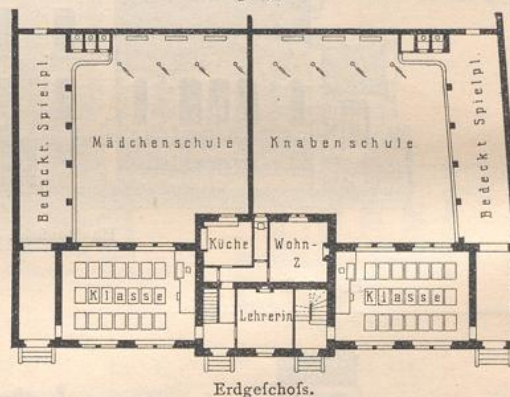 Bedeckt. Spielpl.
Mädchenschule
Knabenschule
Bedeckt Spielpl.
Küche
Wohn-
Z
Klasse
Lehrerin
Klasse
Erdgeſchoſs.